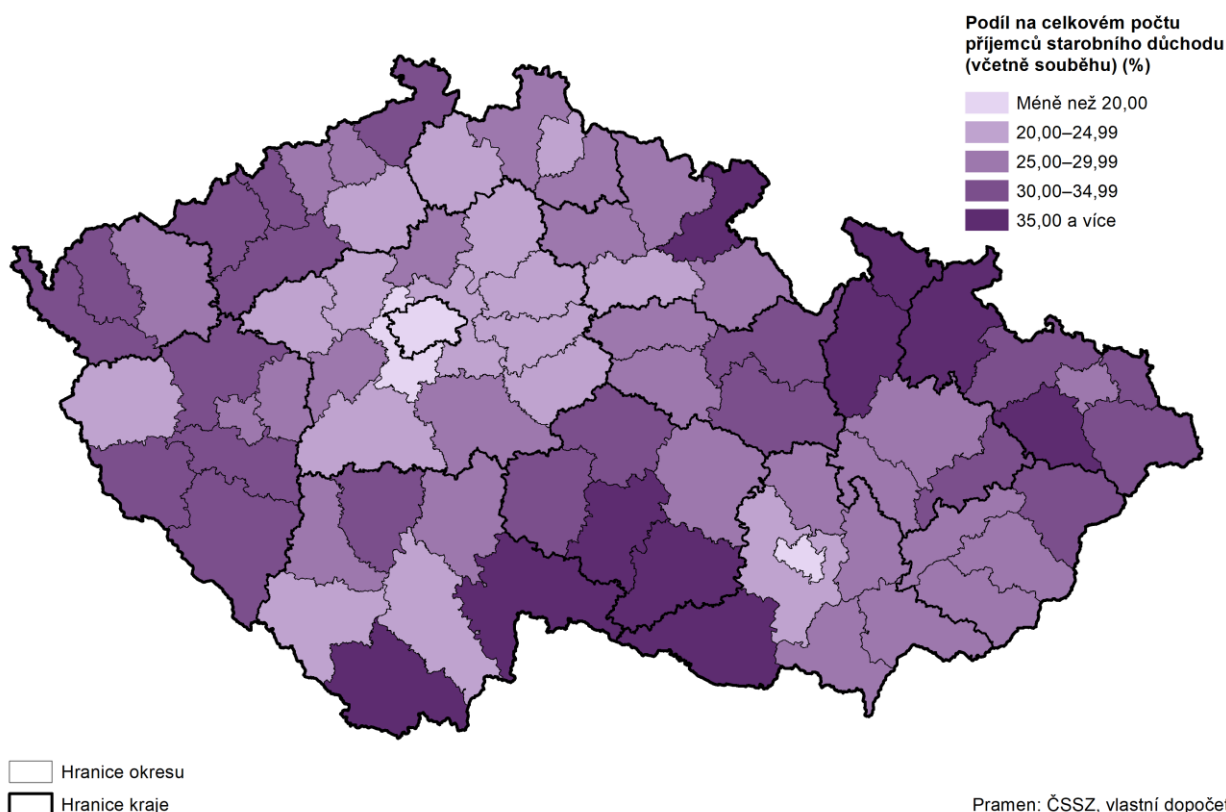 Podíl na celkovém počtu
příjemců starobního důchodu
(včetně souběhu) (%)
Méně než 20,00
20,00–24,99
25,00–29,99
30,00–34,99
35,00 a více
Hranice okresu
Hranice kraje
Pramen: ČSSZ, vlastní dopočet